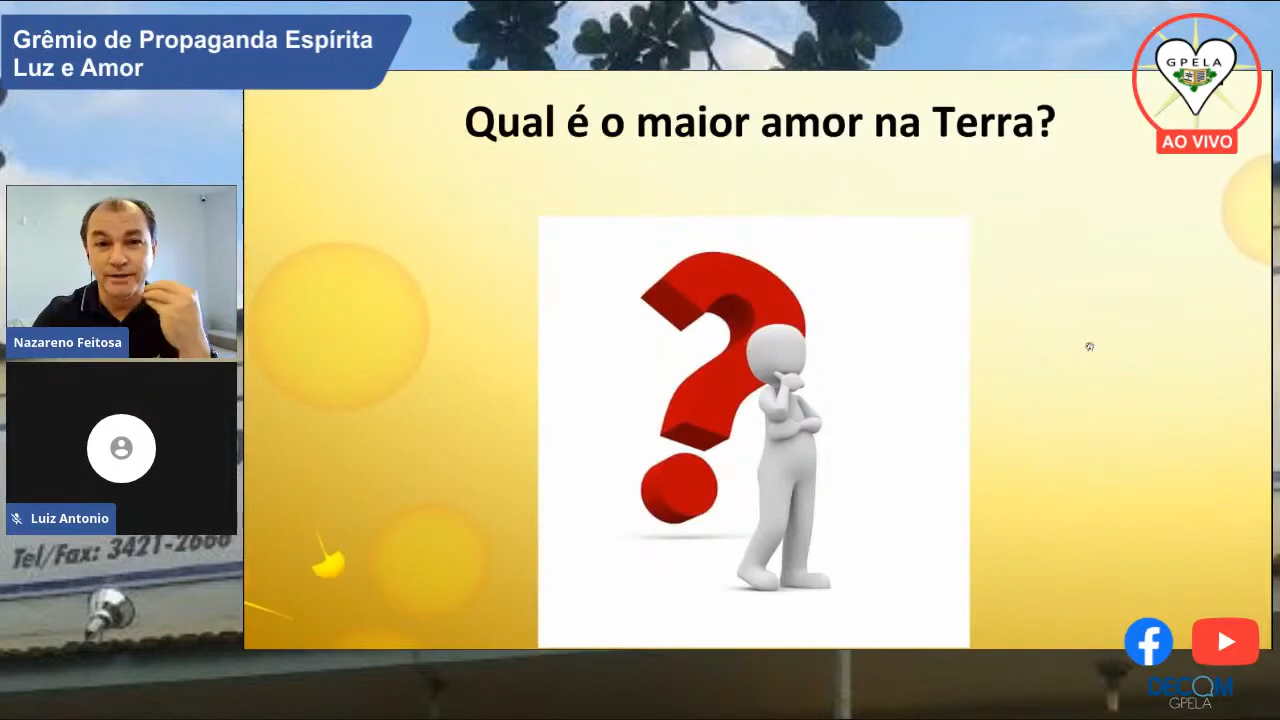 Grêmio de Propaganda Espírita
Luz e Amor
Qual é o maior amor na Terra?
GPELA
AO VIVO
Nazareno Feitosa
Luiz Antonio
Tel/Fax: 3421-2666
DECOM
GPELA